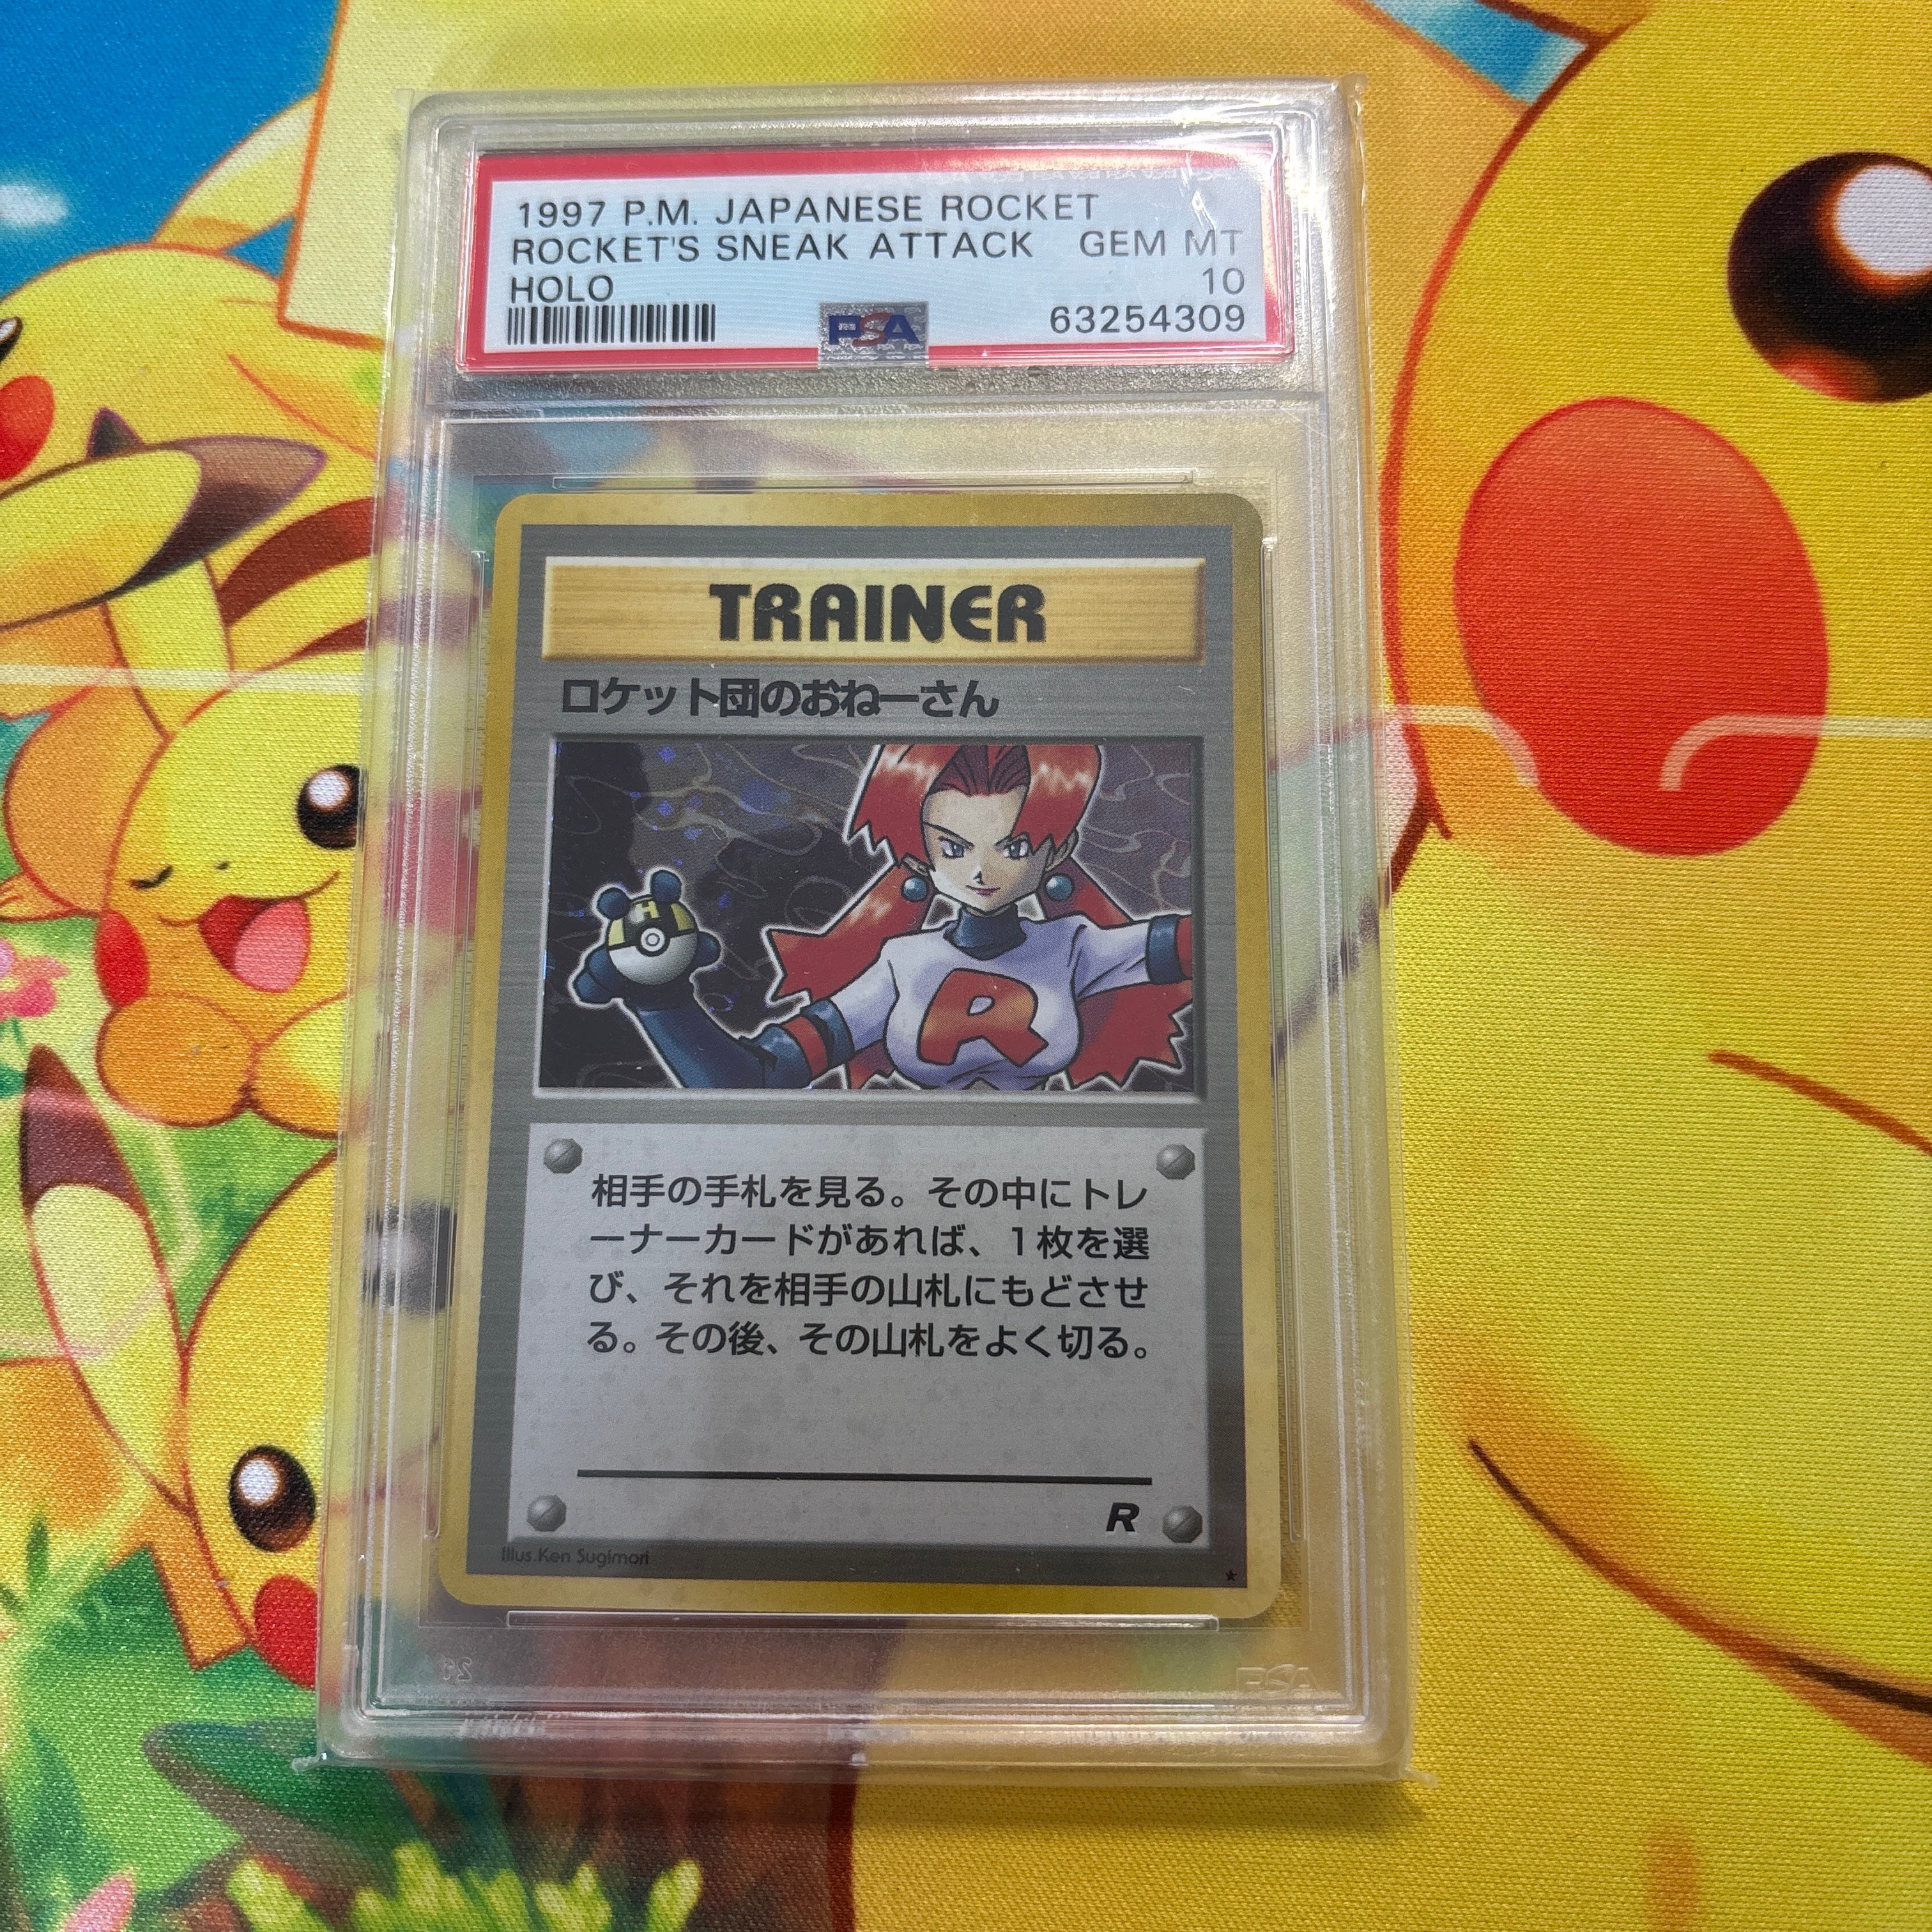 1997 P.M. JAPANESE ROCKET
ROCKET'S SNEAK ATTACK GEM MT
HOLO 10
PSA 63254309
TRAINER
ロケット団のおねーさん
H
R
相手の手札を見る。その中にトレ
ーナーカードがあれば、1枚を選
び、それを相手の山札にもどさせ
る。その後、その山札をよく切る。
R
Illus.Ken Sugimori
PSA